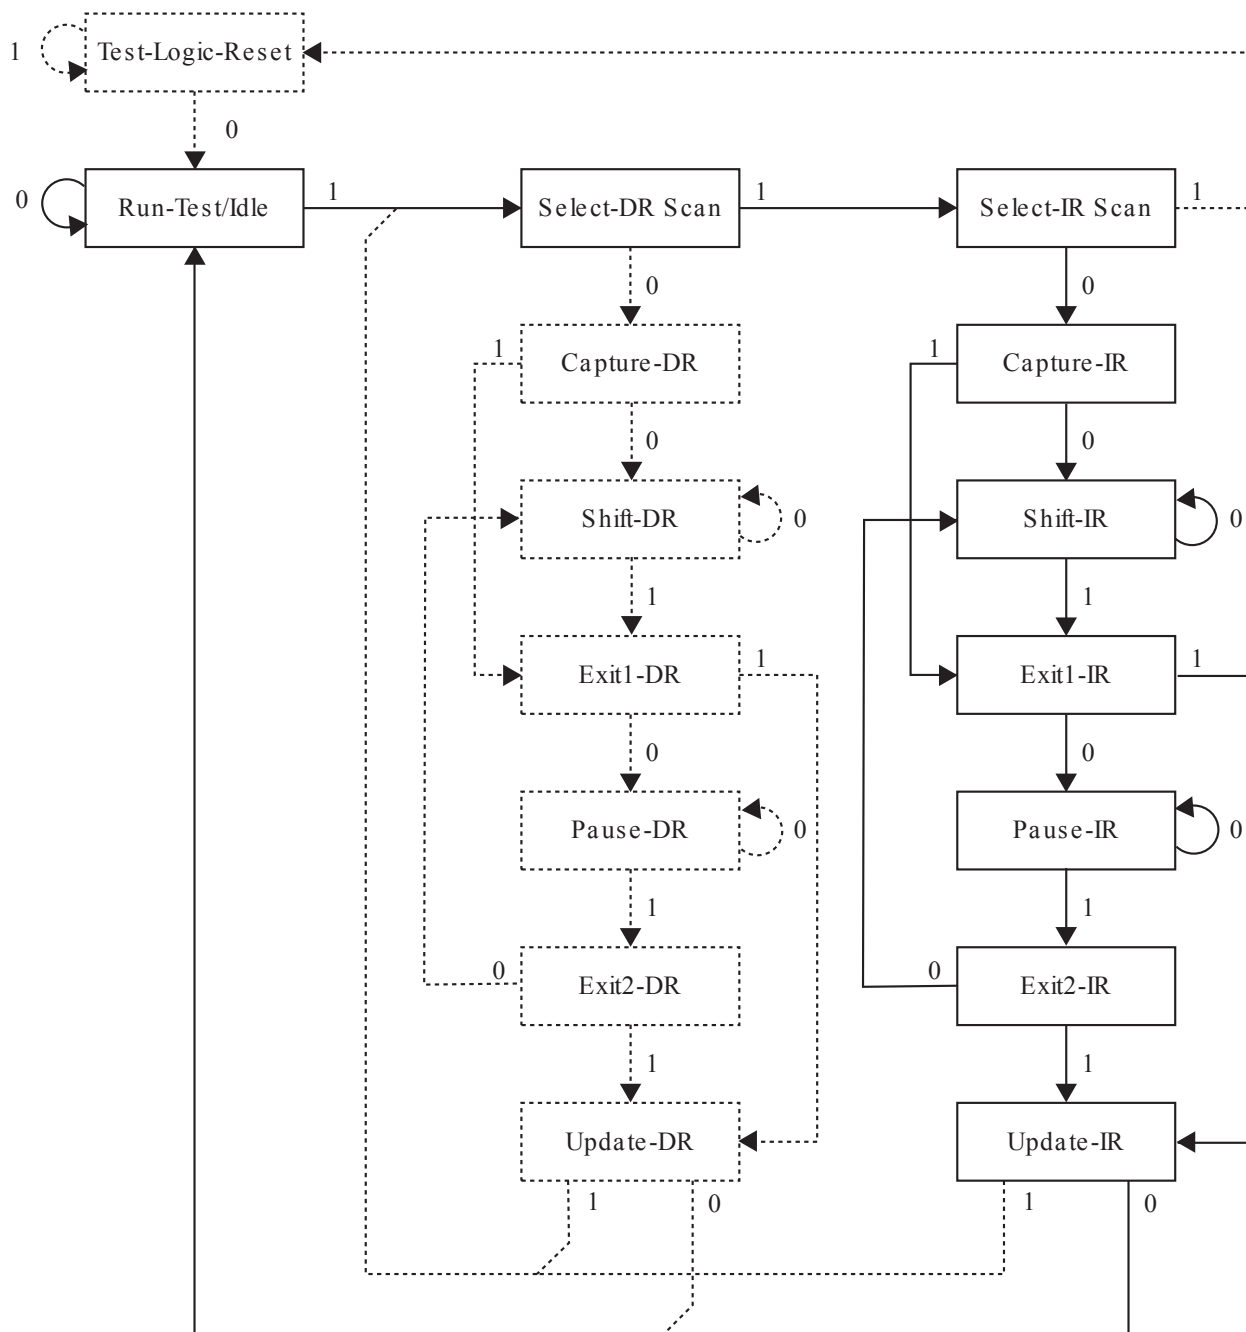 1
Test-Logic-Reset
0
0
Run-Test/Idle
1
Select-DR Scan
1
Select-IR Scan
1
0
0
1
Capture-DR
1
Capture-IR
0
0
Shift-DR
0
Shift-IR
0
1
1
Exit1-DR
1
Exit1-IR
1
0
0
Pause-DR
0
Pause-IR
0
1
1
0
Exit2-DR
0
Exit2-IR
1
1
Update-DR
Update-IR
1
0
1
0